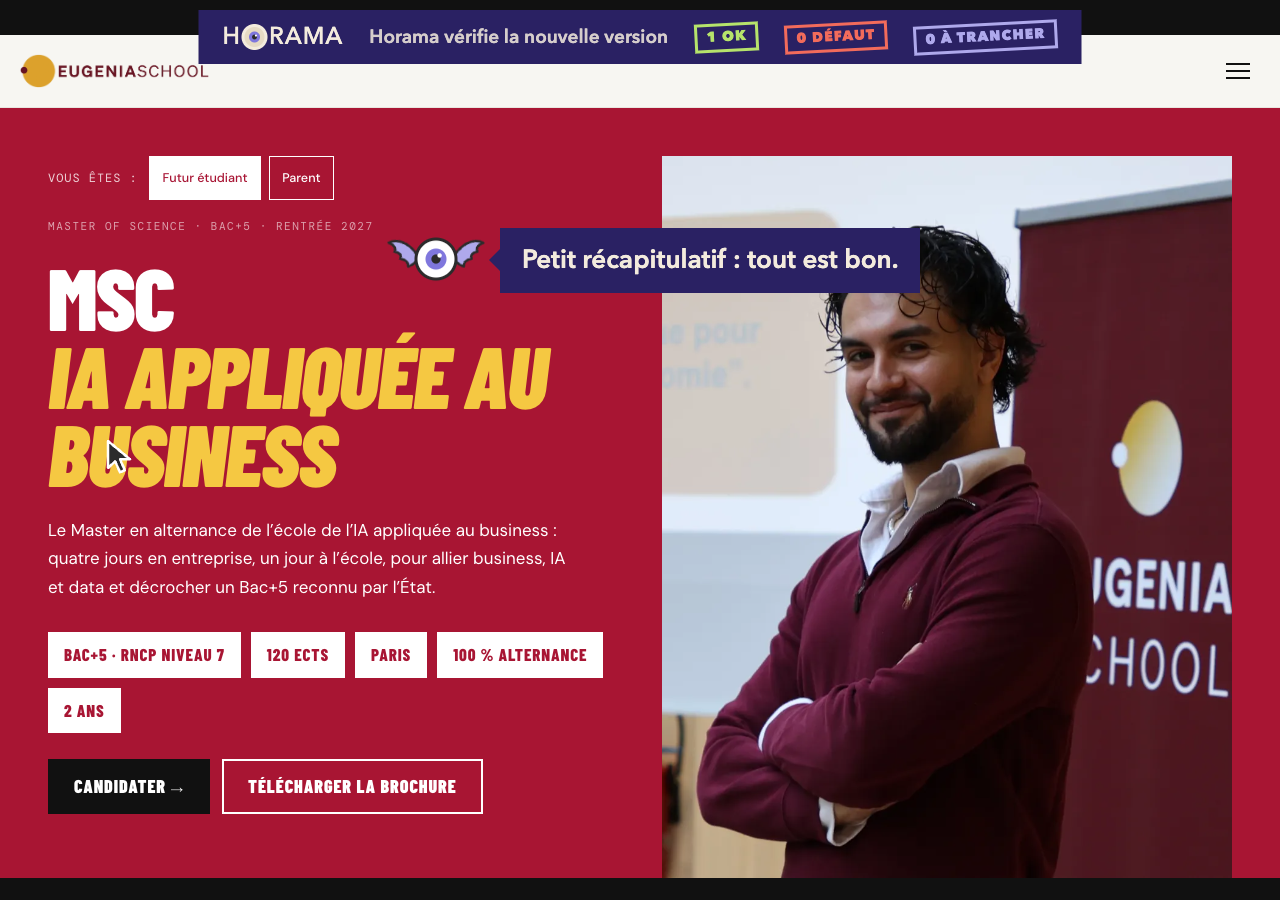 HORAMA Horama vérifie la nouvelle version 1 OK 0 DÉFAUT 0 À TRANCHER
EUGENIASCHOOL
VOUS ÊTES : Futur étudiant Parent
MASTER OF SCIENCE · BAC+5 · RENTRÉE 2027
Petit récapitulatif : tout est bon.
MSC
IA APPLIQUÉE AU
BUSINESS
Le Master en alternance de l’école de l’IA appliquée au business :
quatre jours en entreprise, un jour à l’école, pour allier business, IA
et data et décrocher un Bac+5 reconnu par l’État.
BAC+5 · RNCP NIVEAU 7 120 ECTS PARIS 100 % ALTERNANCE
2 ANS
CANDIDATER → TÉLÉCHARGER LA BROCHURE
pour
omie".
UGENIA
CHOOL